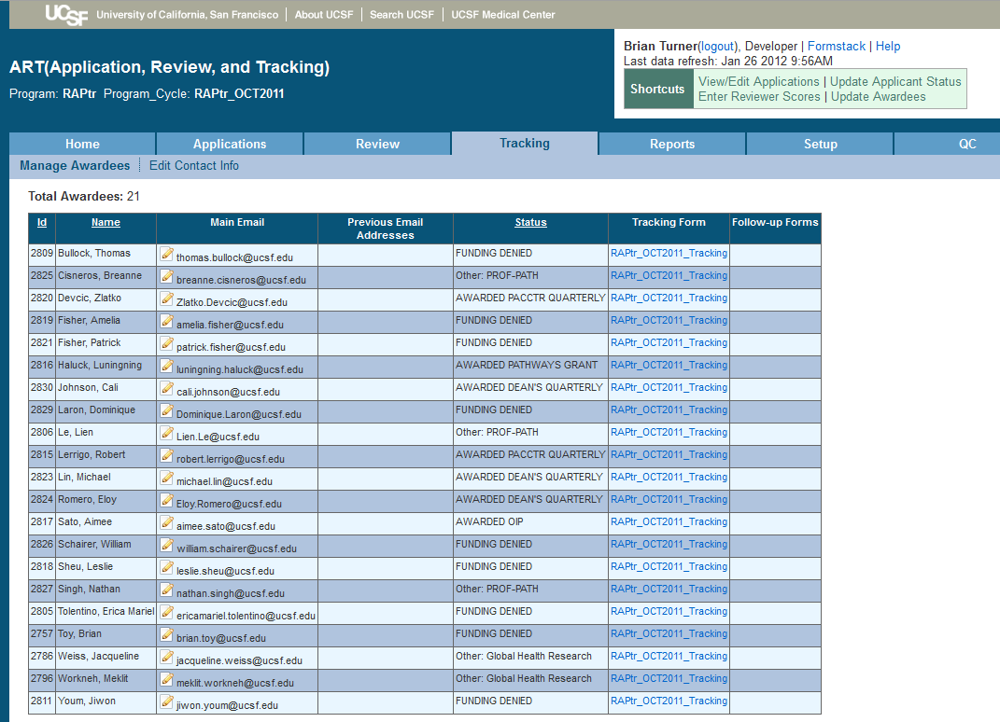 UCSF University of California, San Francisco | About UCSF | Search UCSF | UCSF Medical Center
Brian Turner(logout), Developer | Formstack | Help
Last data refresh: Jan 26 2012 9:56AM
ART(Application, Review, and Tracking)
Program: RAPtr Program_Cycle: RAPtr_OCT2011
Shortcuts
View/Edit Applications | Update Applicant Status
Enter Reviewer Scores | Update Awardees
Home Applications Review Tracking Reports Setup QC
Manage Awardees Edit Contact Info
Total Awardees: 21
Id Name Main Email Previous Email Addresses Status Tracking Form Follow-up Forms
2809 Bullock, Thomas thomas.bullock@ucsf.edu FUNDING DENIED RAPtr_OCT2011_Tracking
2825 Cisneros, Breanne breanne.cisneros@ucsf.edu Other: PROF-PATH RAPtr_OCT2011_Tracking
2820 Devcic, Zlatko Zlatko.Devcic@ucsf.edu AWARDED PACCTR QUARTERLY RAPtr_OCT2011_Tracking
2819 Fisher, Amelia amelia.fisher@ucsf.edu FUNDING DENIED RAPtr_OCT2011_Tracking
2821 Fisher, Patrick patrick.fisher@ucsf.edu FUNDING DENIED RAPtr_OCT2011_Tracking
2816 Haluck, Luningning luningning.haluck@ucsf.edu AWARDED PATHWAYS GRANT RAPtr_OCT2011_Tracking
2830 Johnson, Cali cali.johnson@ucsf.edu AWARDED DEAN'S QUARTERLY RAPtr_OCT2011_Tracking
2829 Laron, Dominique Dominique.Laron@ucsf.edu FUNDING DENIED RAPtr_OCT2011_Tracking
2806 Le, Lien Lien.Le@ucsf.edu Other: PROF-PATH RAPtr_OCT2011_Tracking
2815 Lerrigo, Robert robert.lerrigo@ucsf.edu AWARDED PACCTR QUARTERLY RAPtr_OCT2011_Tracking
2823 Lin, Michael michael.lin@ucsf.edu AWARDED DEAN'S QUARTERLY RAPtr_OCT2011_Tracking
2824 Romero, Eloy Eloy.Romero@ucsf.edu AWARDED DEAN'S QUARTERLY RAPtr_OCT2011_Tracking
2817 Sato, Aimee aimee.sato@ucsf.edu AWARDED OIP RAPtr_OCT2011_Tracking
2826 Schairer, William william.schairer@ucsf.edu FUNDING DENIED RAPtr_OCT2011_Tracking
2818 Sheu, Leslie leslie.sheu@ucsf.edu FUNDING DENIED RAPtr_OCT2011_Tracking
2827 Singh, Nathan nathan.singh@ucsf.edu Other: PROF-PATH RAPtr_OCT2011_Tracking
2805 Tolentino, Erica Mariel ericamariel.tolentino@ucsf.edu FUNDING DENIED RAPtr_OCT2011_Tracking
2757 Toy, Brian brian.toy@ucsf.edu FUNDING DENIED RAPtr_OCT2011_Tracking
2786 Weiss, Jacqueline jacqueline.weiss@ucsf.edu Other: Global Health Research RAPtr_OCT2011_Tracking
2796 Workneh, Meklit meklit.workneh@ucsf.edu Other: Global Health Research RAPtr_OCT2011_Tracking
2811 Youm, Jiwon jiwon.youm@ucsf.edu FUNDING DENIED RAPtr_OCT2011_Tracking